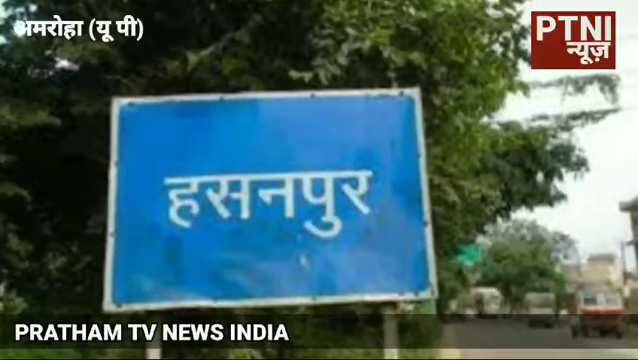 अमरोहा (यू पी)
PTNI
न्यूज़
हसनपुर
PRATHAM TV NEWS INDIA